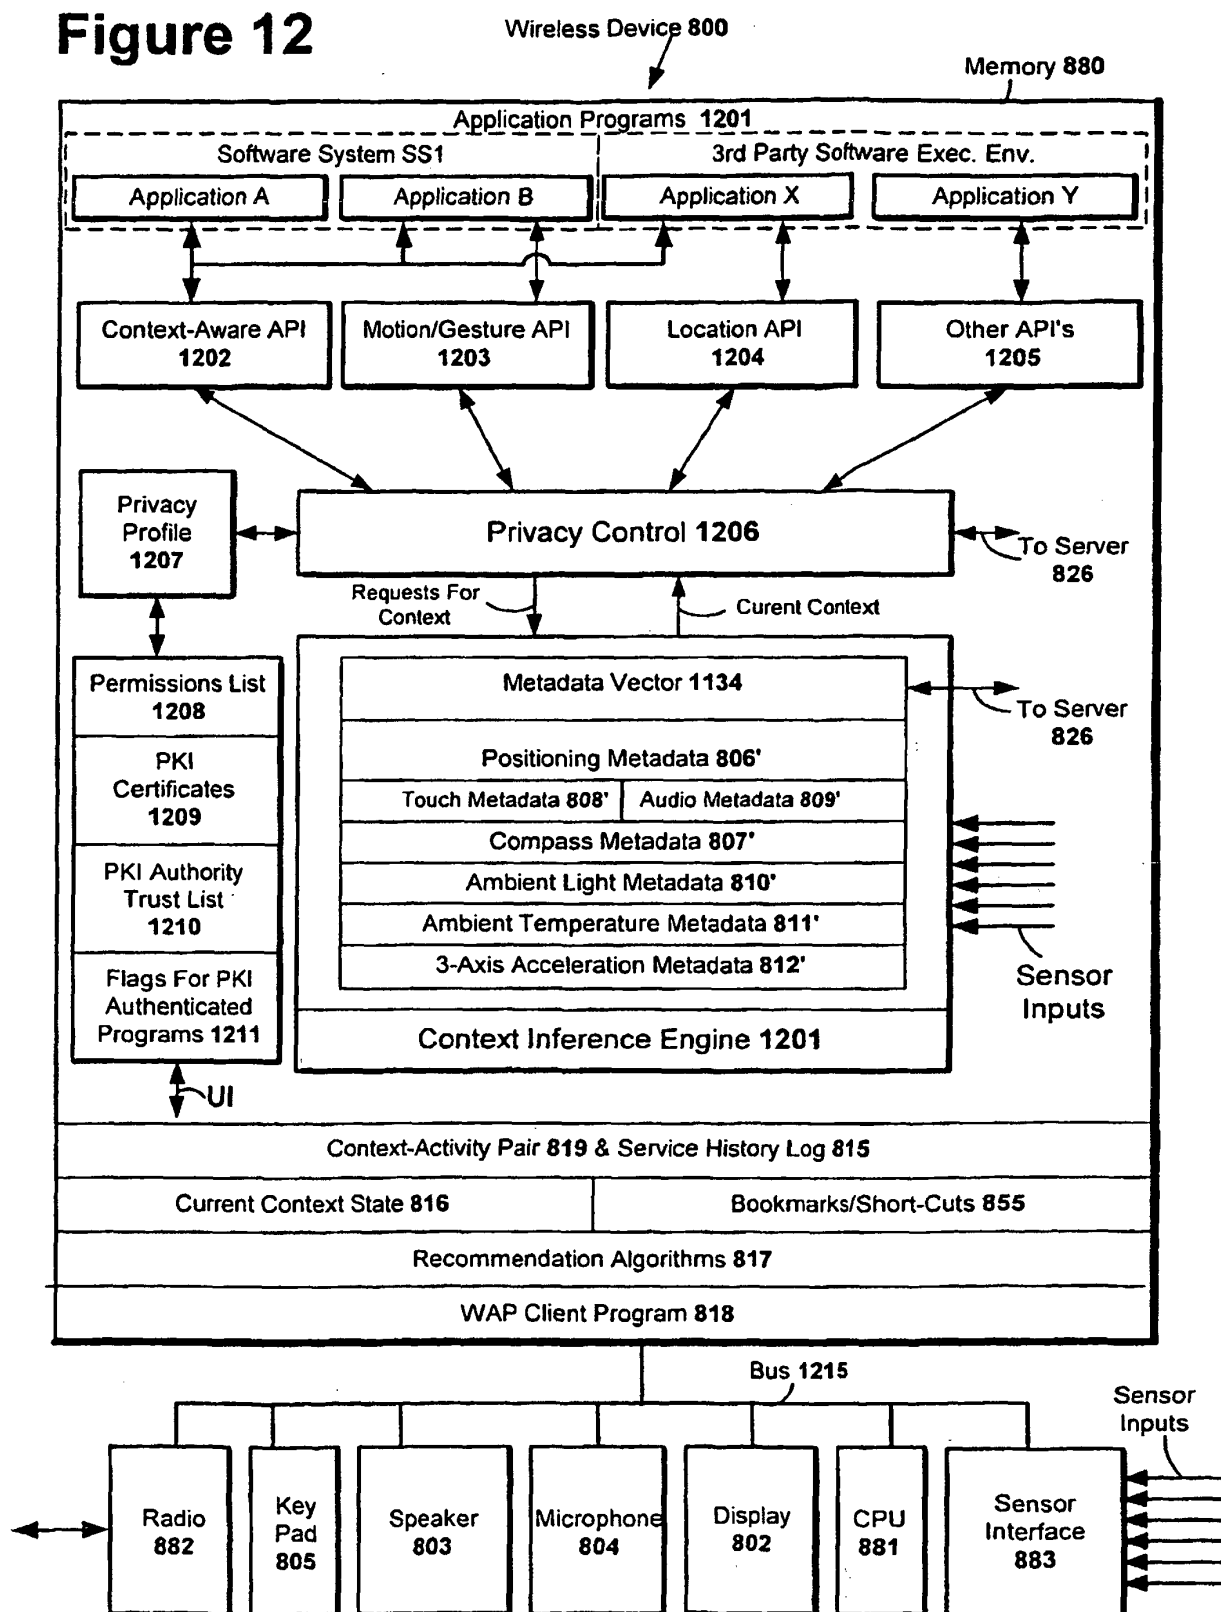 Figure 12
Wireless Device 800
Memory 880
Application Programs 1201
Software System SS1
3rd Party Software Exec. Env.
Application A
Application B
Application X
Application Y
Context-Aware API
1202
Motion/Gesture API
1203
Location API
1204
Other API's
1205
Privacy
Profile
1207
Privacy Control 1206
To Server
826
Requests For
Context
Curent Context
Permissions List
1208
PKI
Certificates
1209
PKI Authority
Trust List
1210
Flags For PKI
Authenticated
Programs 1211
UI
Metadata Vector 1134
To Server
826
Positioning Metadata 806'
Touch Metadata 808'
Audio Metadata 809'
Compass Metadata 807'
Ambient Light Metadata 810'
Ambient Temperature Metadata 811'
3-Axis Acceleration Metadata 812'
Context Inference Engine 1201
Sensor
Inputs
Context-Activity Pair 819 & Service History Log 815
Current Context State 816
Bookmarks/Short-Cuts 855
Recommendation Algorithms 817
WAP Client Program 818
Bus 1215
Sensor
Inputs
Radio
882
Key
Pad
805
Speaker
803
Microphone
804
Display
802
CPU
881
Sensor
Interface
883